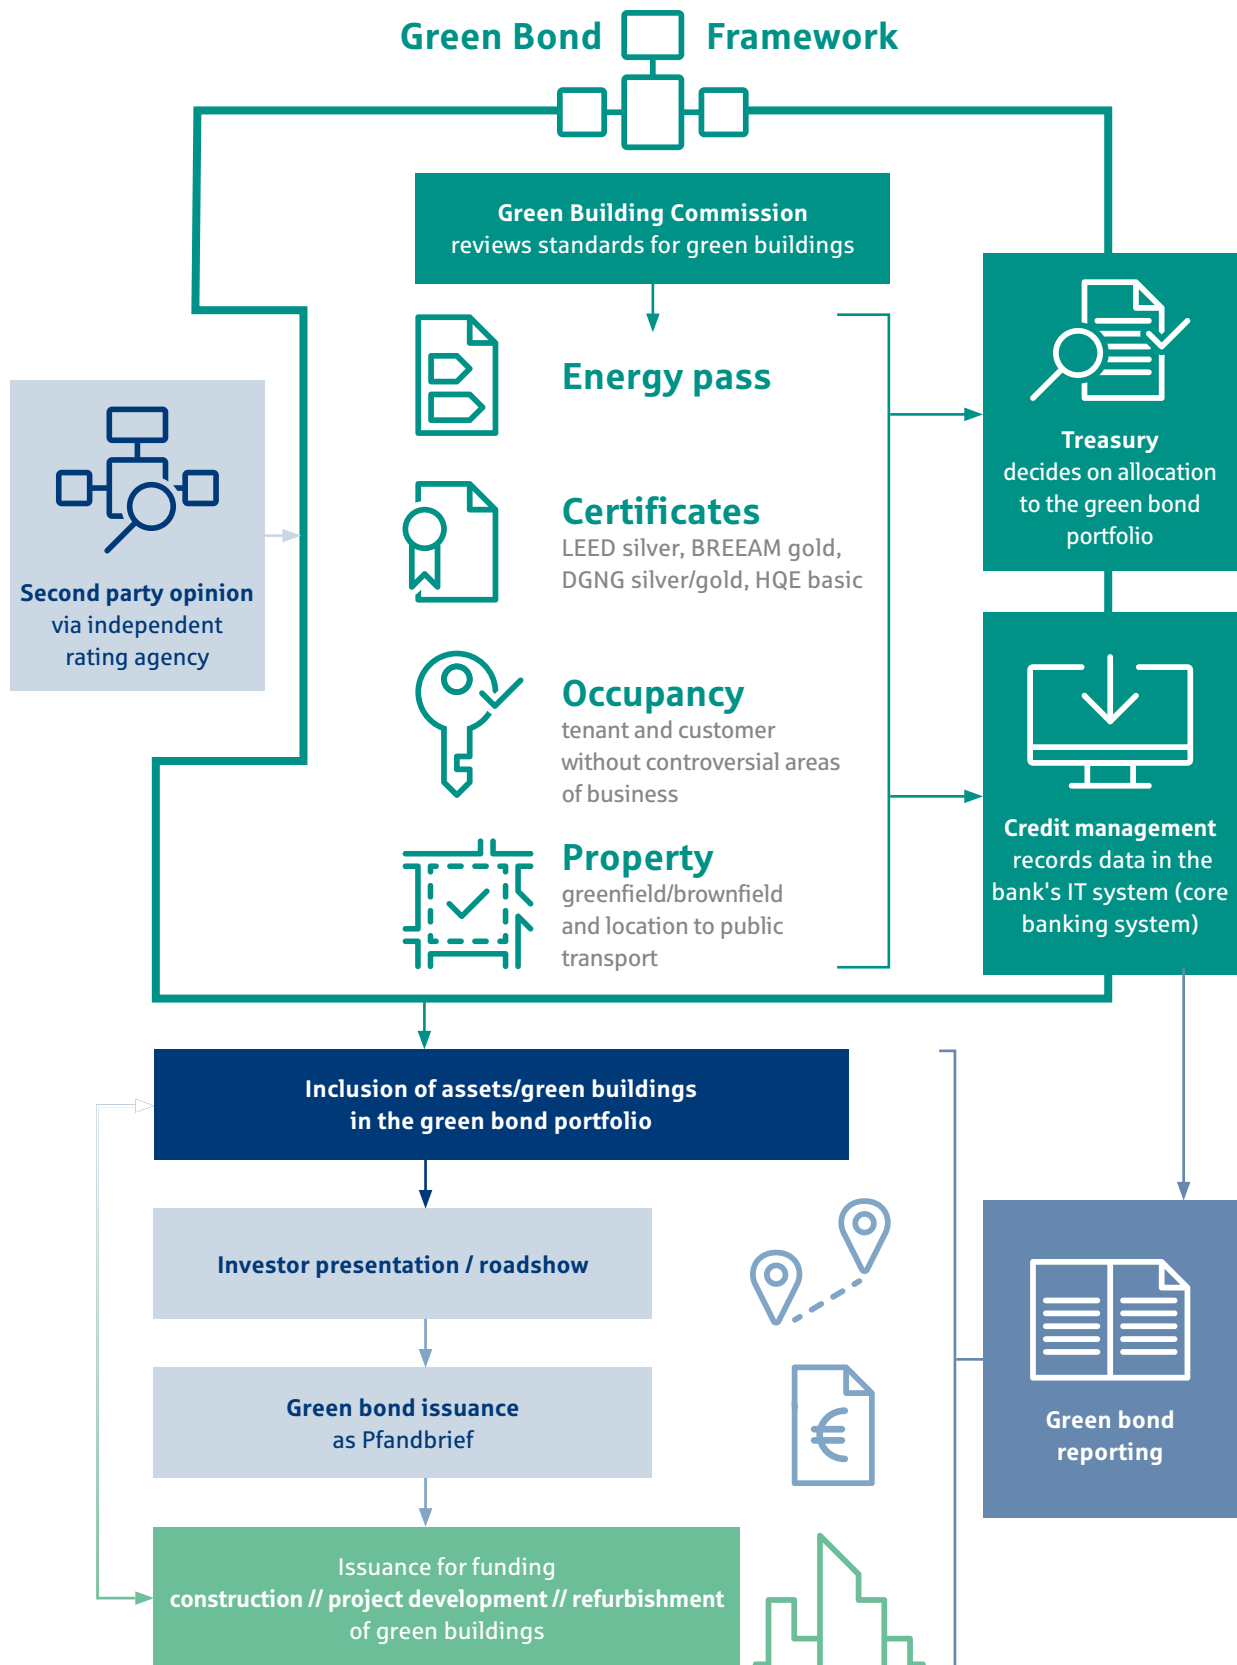 Green Bond Framework
Green Building Commission
reviews standards for green buildings
Energy pass
Certificates
LEED silver, BREEAM gold,
DGNG silver/gold, HQE basic
Occupancy
tenant and customer
without controversial areas
of business
Property
greenfield/brownfield
and location to public
transport
Second party opinion
via independent
rating agency
Treasury
decides on allocation
to the green bond
portfolio
Credit management
records data in the
bank's IT system (core
banking system)
Inclusion of assets/green buildings
in the green bond portfolio
Investor presentation / roadshow
Green bond issuance
as Pfandbrief
€
Issuance for funding
construction // project development // refurbishment
of green buildings
Green bond
reporting